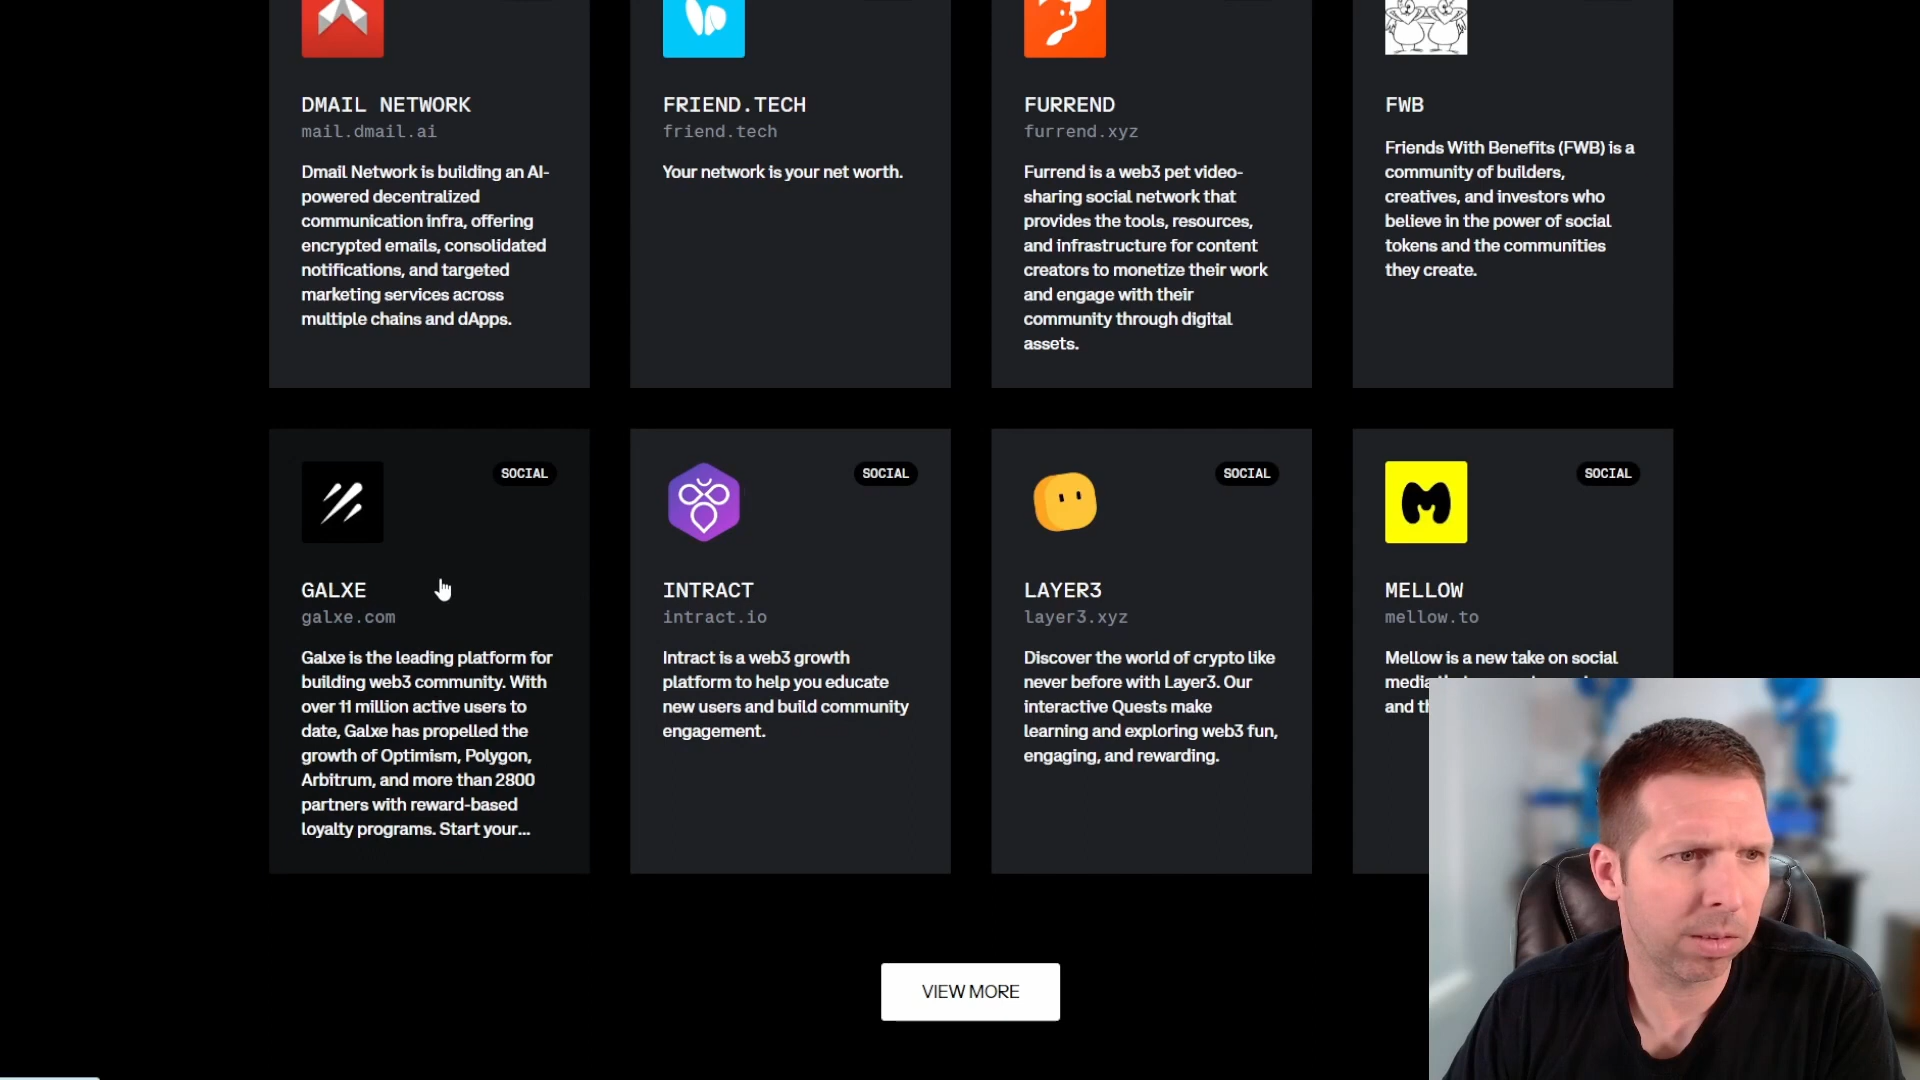 DMAIL NETWORK
mail.dmail.ai
Dmail Network is building an AI-
powered decentralized
communication infra, offering
encrypted emails, consolidated
notifications, and targeted
marketing services across
multiple chains and dApps.
FRIEND.TECH
friend.tech
Your network is your net worth.
FURREND
furrend.xyz
Furrend is a web3 pet video-
sharing social network that
provides the tools, resources,
and infrastructure for content
creators to monetize their work
and engage with their
community through digital
assets.
FWB
Friends With Benefits (FWB) is a
community of builders,
creatives, and investors who
believe in the power of social
tokens and the communities
they create.
SOCIAL
GALXE
galxe.com
Galxe is the leading platform for
building web3 community. With
over 11 million active users to
date, Galxe has propelled the
growth of Optimism, Polygon,
Arbitrum, and more than 2800
partners with reward-based
loyalty programs. Start your...
SOCIAL
INTRACT
intract.io
Intract is a web3 growth
platform to help you educate
new users and build community
engagement.
SOCIAL
LAYER3
layer3.xyz
Discover the world of crypto like
never before with Layer3. Our
interactive Quests make
learning and exploring web3 fun,
engaging, and rewarding.
SOCIAL
MELLOW
mellow.to
Mellow is a new take on social
media
and
VIEW MORE